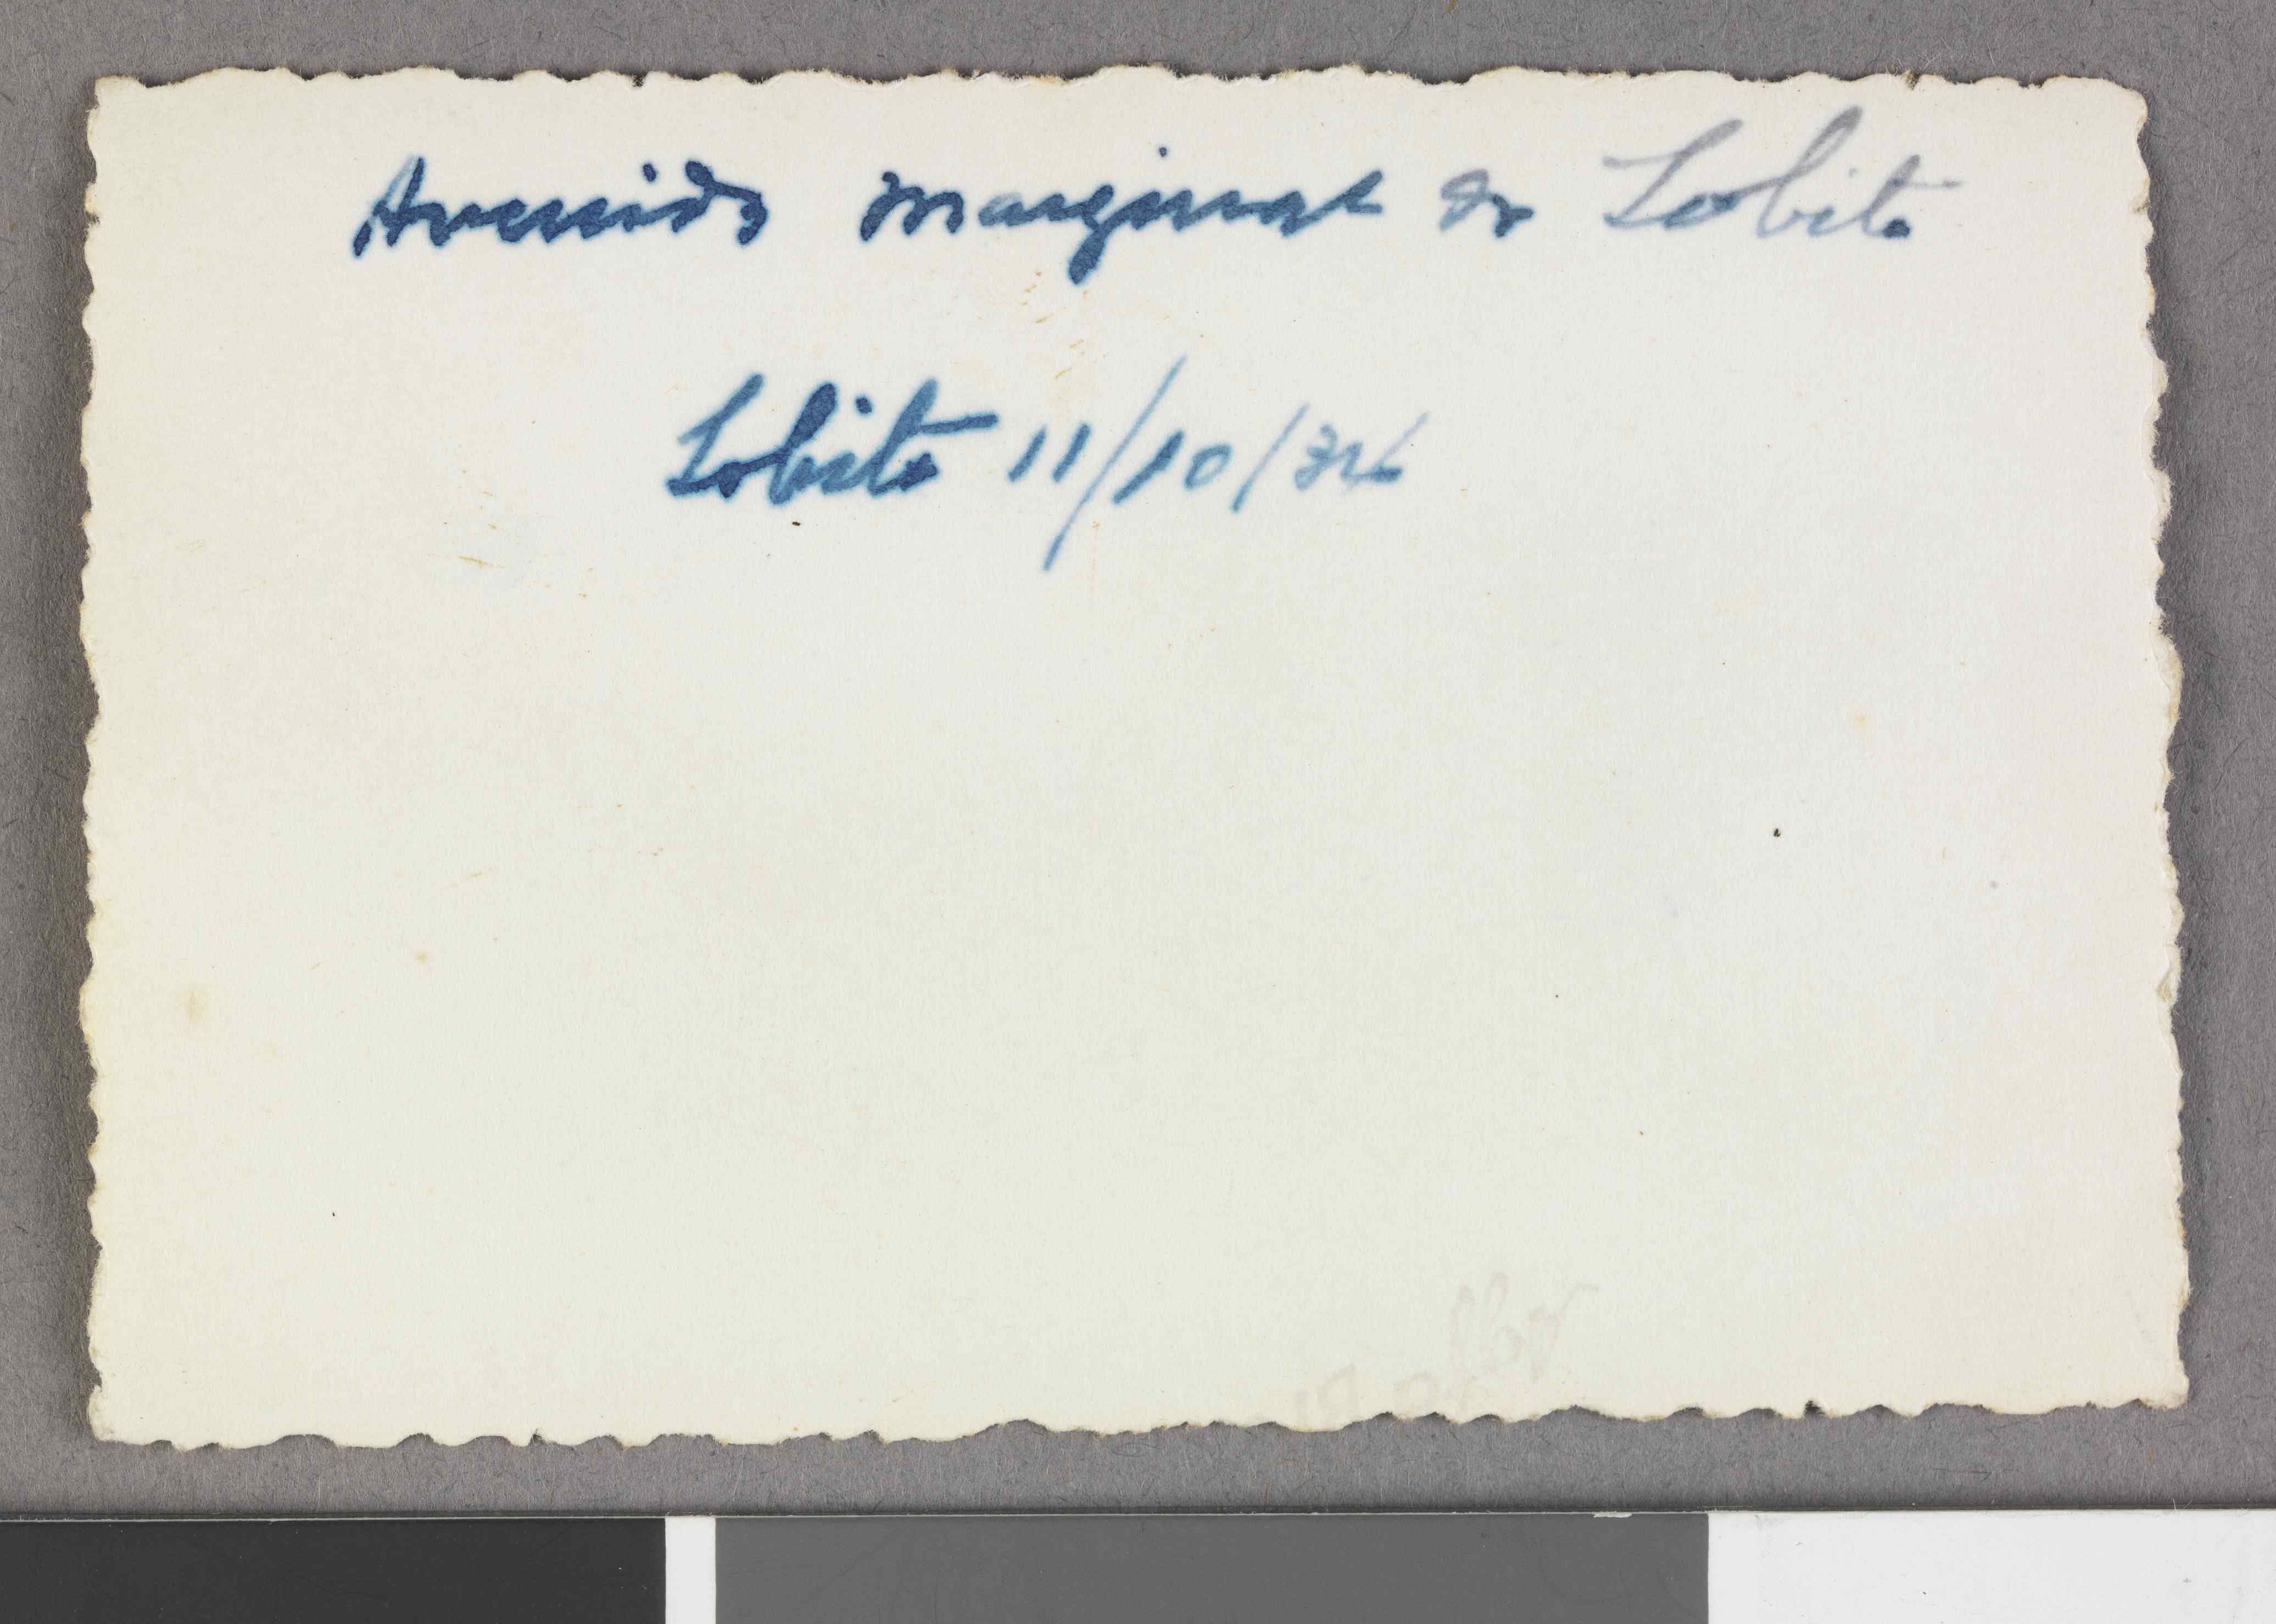 Avenida marginal do Lobito
Lobito 11/10/36